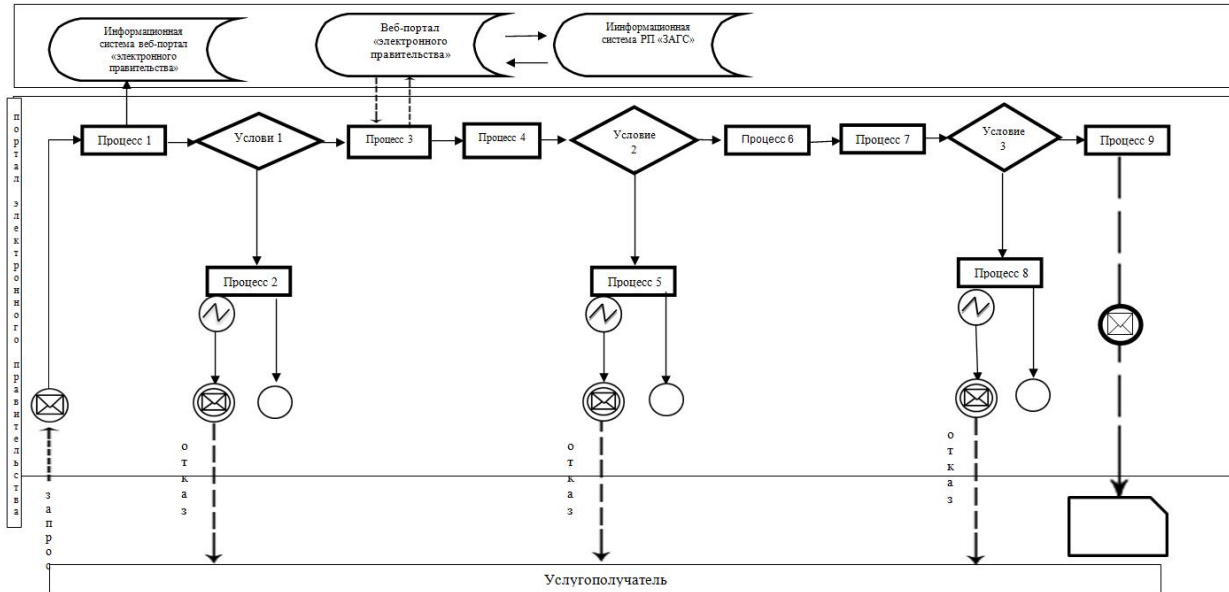 Информационная
система веб-портал
«электронного
правительства»
Веб-портал
«электронного
правительства»
Иинформационная
система РП «ЗАГС»
портал электронного правительства
Процесс 1
Услови 1
Процесс 3
Процесс 4
Условие
2
Процесс 6
Процесс 7
Условие
3
Процесс 9
Процесс 2
Процесс 5
Процесс 8
запрос
отказ
отказ
отказ
Услугополучатель